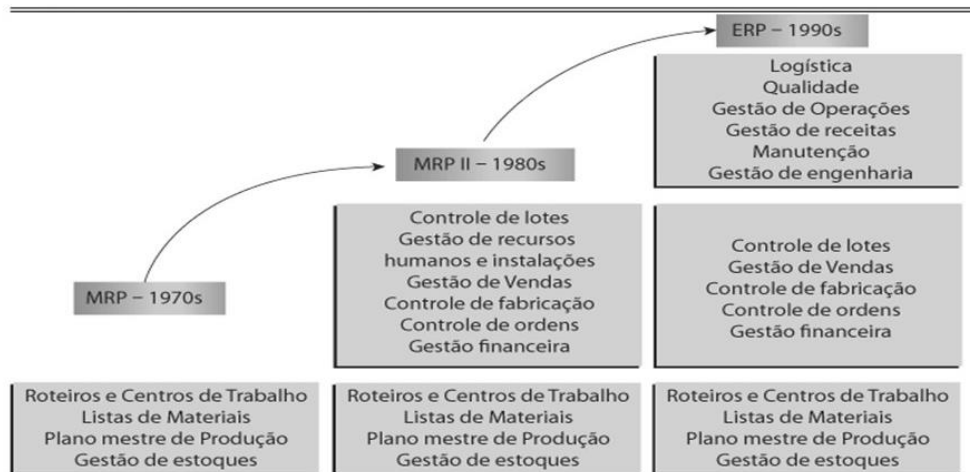 ERP – 1990s
Logística
Qualidade
Gestão de Operações
Gestão de receitas
Manutenção
Gestão de engenharia
MRP II – 1980s
Controle de lotes
Gestão de recursos
humanos e instalações
Gestão de Vendas
Controle de fabricação
Controle de ordens
Gestão financeira
Controle de lotes
Gestão de Vendas
Controle de fabricação
Controle de ordens
Gestão financeira
MRP – 1970s
Roteiros e Centros de Trabalho
Listas de Materiais
Plano mestre de Produção
Gestão de estoques
Roteiros e Centros de Trabalho
Listas de Materiais
Plano mestre de Produção
Gestão de estoques
Roteiros e Centros de Trabalho
Listas de Materiais
Plano mestre de Produção
Gestão de estoques